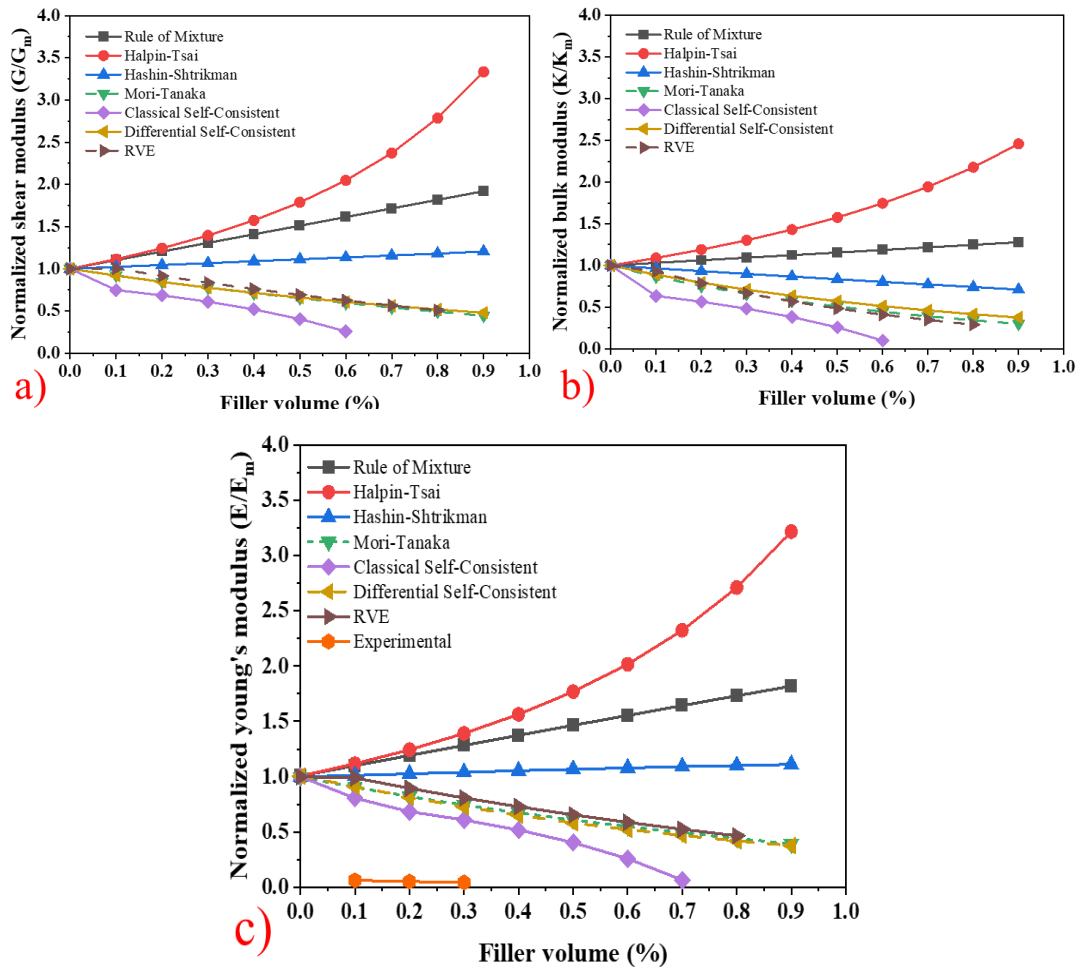 4.0
3.5
3.0
2.5
2.0
1.5
1.0
0.5
0.0
Normalized shear modulus (G/Gm)
Rule of Mixture
Halpin-Tsai
Hashin-Shtrikman
Mori-Tanaka
Classical Self-Consistent
Differential Self-Consistent
RVE
0.0 0.1 0.2 0.3 0.4 0.5 0.6 0.7 0.8 0.9 1.0
Filler volume (%)
a)
4.0
3.5
3.0
2.5
2.0
1.5
1.0
0.5
0.0
Normalized bulk modulus (K/Km)
Rule of Mixture
Halpin-Tsai
Hashin-Shtrikman
Mori-Tanaka
Classical Self-Consistent
Differential Self-Consistent
RVE
0.0 0.1 0.2 0.3 0.4 0.5 0.6 0.7 0.8 0.9 1.0
Filler volume (%)
b)
4.0
3.5
3.0
2.5
2.0
1.5
1.0
0.5
0.0
Normalized young's modulus (E/Em)
Rule of Mixture
Halpin-Tsai
Hashin-Shtrikman
Mori-Tanaka
Classical Self-Consistent
Differential Self-Consistent
RVE
Experimental
0.0 0.1 0.2 0.3 0.4 0.5 0.6 0.7 0.8 0.9 1.0
Filler volume (%)
c)